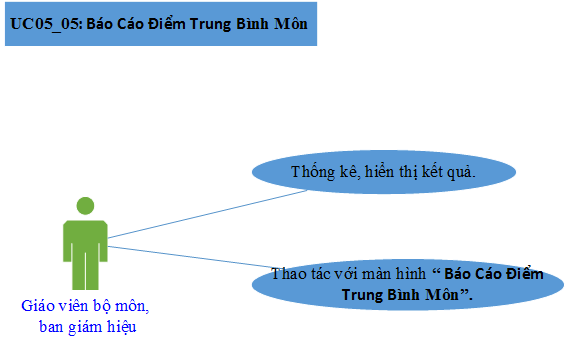 UC05_05: Báo Cáo Điểm Trung Bình Môn
Thống kê, hiển thị kết quả.
Thao tác với màn hình “ Báo Cáo Điểm
Trung Bình Môn”.
Giáo viên bộ môn,
ban giám hiệu